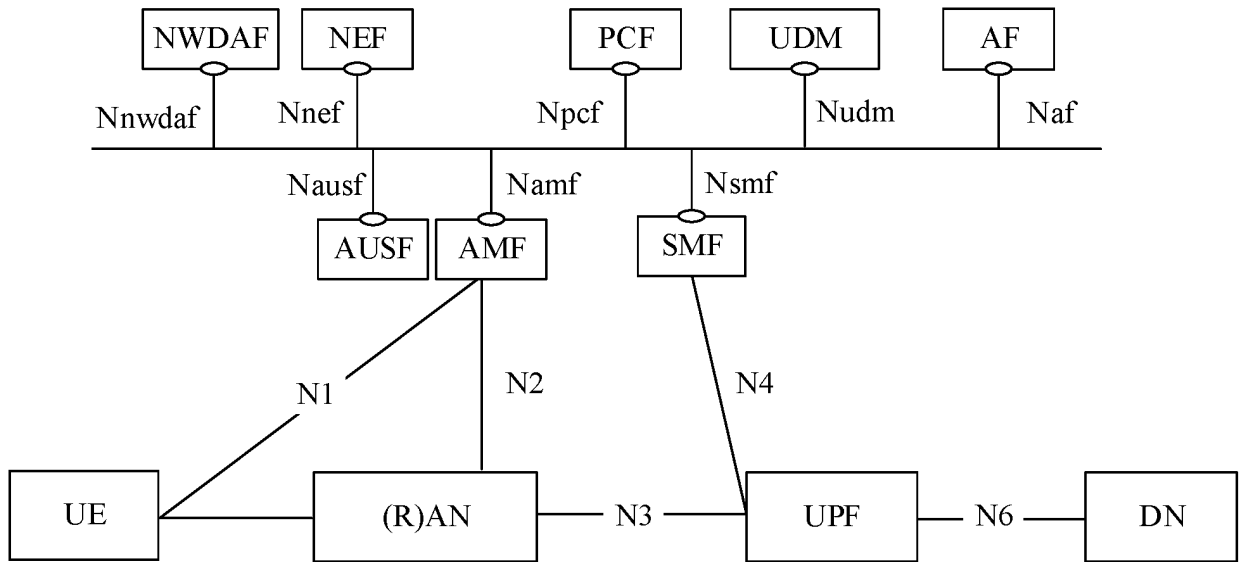 NWDAF NEF PCF UDM AF
Nnwdaf Nnef Npcf Nudm Naf
Nausf Namf Nsmf
AUSF AMF SMF
N1 N2 N4
UE (R)AN N3 UPF N6 DN